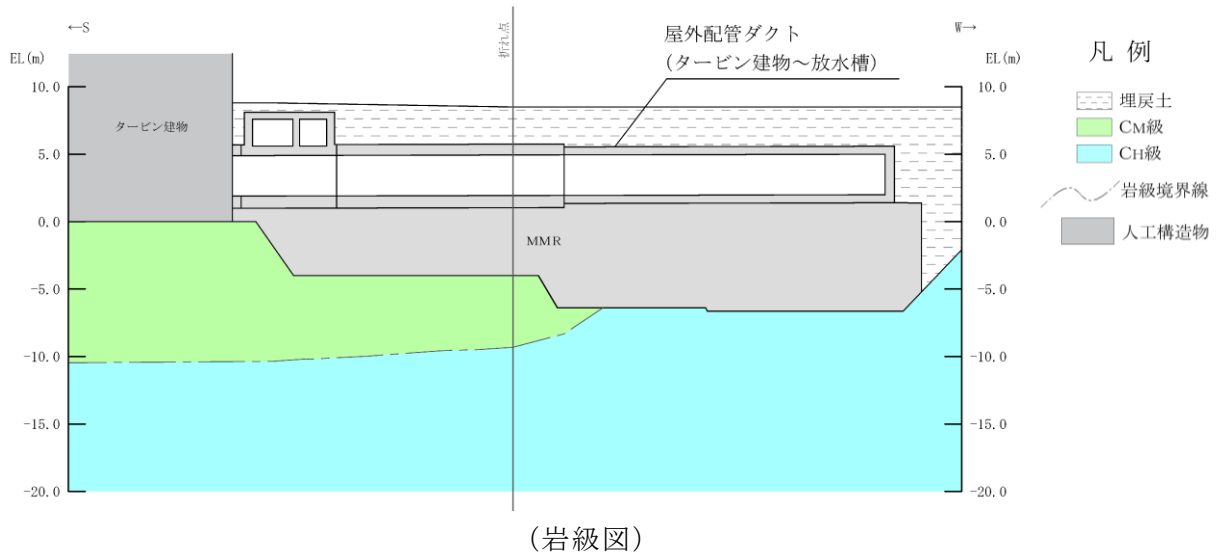 ←S
W→
折れ点
屋外配管ダクト
(タービン建物～放水槽)
EL(m)
EL(m)
凡 例
10.0
10.0
タービン建物
埋戻土
CM級
5.0
5.0
CH級
岩級境界線
0.0
0.0
人工構造物
MMR
-5.0
-5.0
-10.0
-10.0
-15.0
-15.0
-20.0
-20.0
(岩級図)